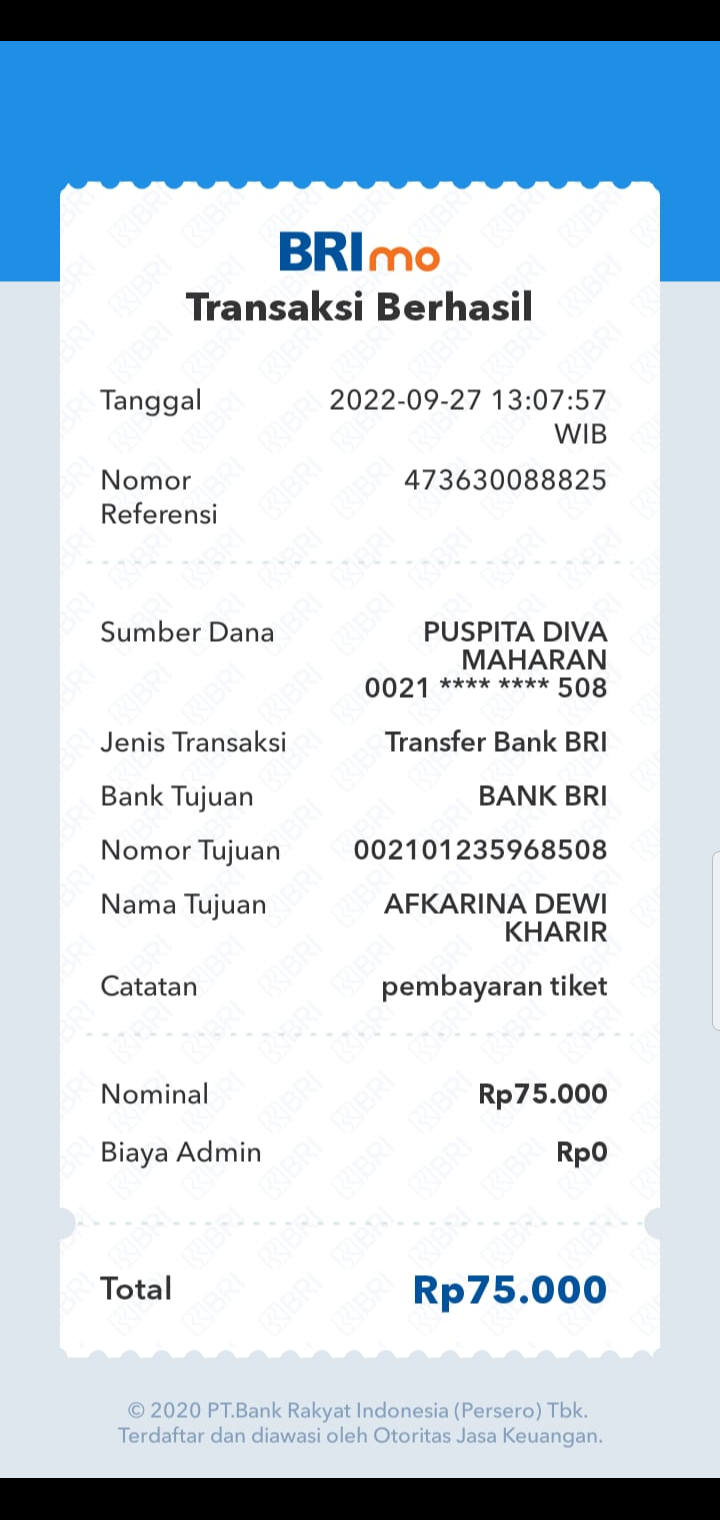 BRImo
Transaksi Berhasil
Tanggal 2022-09-27 13:07:57
WIB
Nomor 473630088825
Referensi
Sumber Dana PUSPITA DIVA
MAHARAN
0021 **** **** 508
Jenis Transaksi Transfer Bank BRI
Bank Tujuan BANK BRI
Nomor Tujuan 002101235968508
Nama Tujuan AFKARINA DEWI
KHARIR
Catatan pembayaran tiket
Nominal Rp75.000
Biaya Admin Rp0
Total Rp75.000
© 2020 PT.Bank Rakyat Indonesia (Persero) Tbk.
Terdaftar dan diawasi oleh Otoritas Jasa Keuangan.